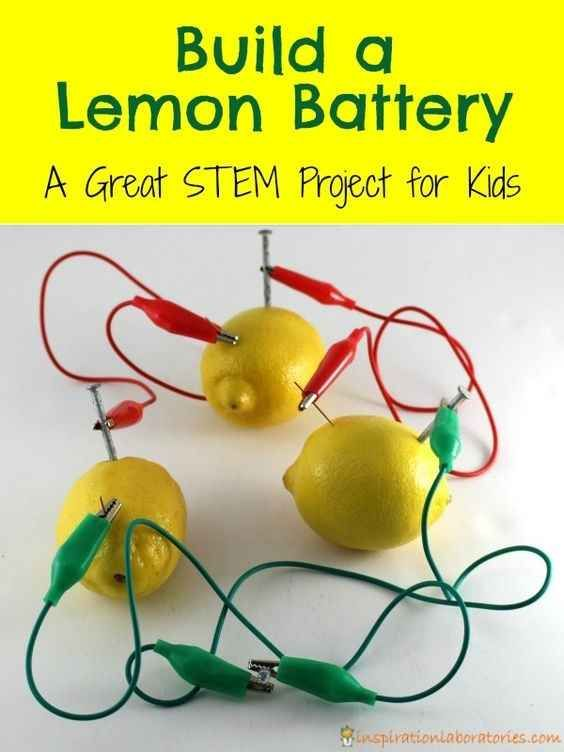 Build a
Lemon Battery
A Great STEM Project for Kids
inspirationlaboratories.com